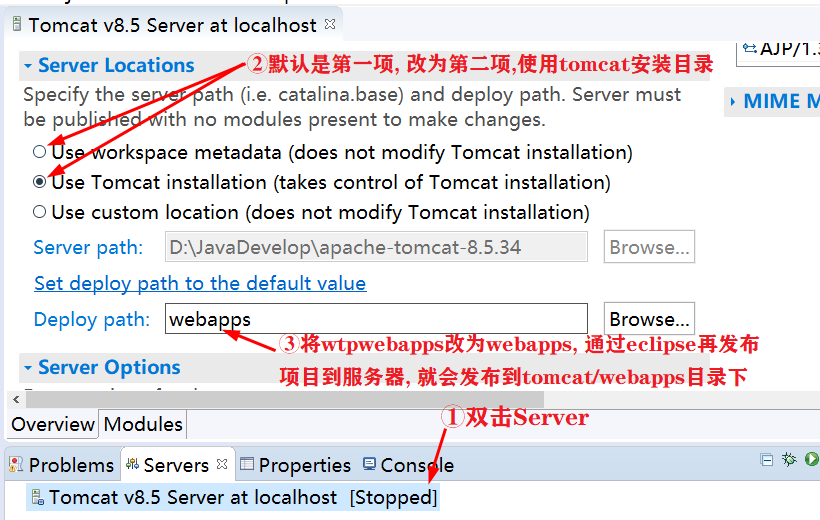 Tomcat v8.5 Server at localhost
Server Locations
②默认是第一项, 改为第二项,使用tomcat安装目录
AJP/1.3
Specify the server path (i.e. catalina.base) and deploy path. Server must
be published with no modules present to make changes.
MIME M
Use workspace metadata (does not modify Tomcat installation)
Use Tomcat installation (takes control of Tomcat installation)
Use custom location (does not modify Tomcat installation)
Server path: D:\JavaDevelop\apache-tomcat-8.5.34 Browse...
Set deploy path to the default value
Deploy path: webapps Browse...
③将wtpwebapps改为webapps, 通过eclipse再发布
Server Options
项目到服务器, 就会发布到tomcat/webapps目录下
Overview Modules
①双击Server
Problems Servers Properties Console
Tomcat v8.5 Server at localhost [Stopped]